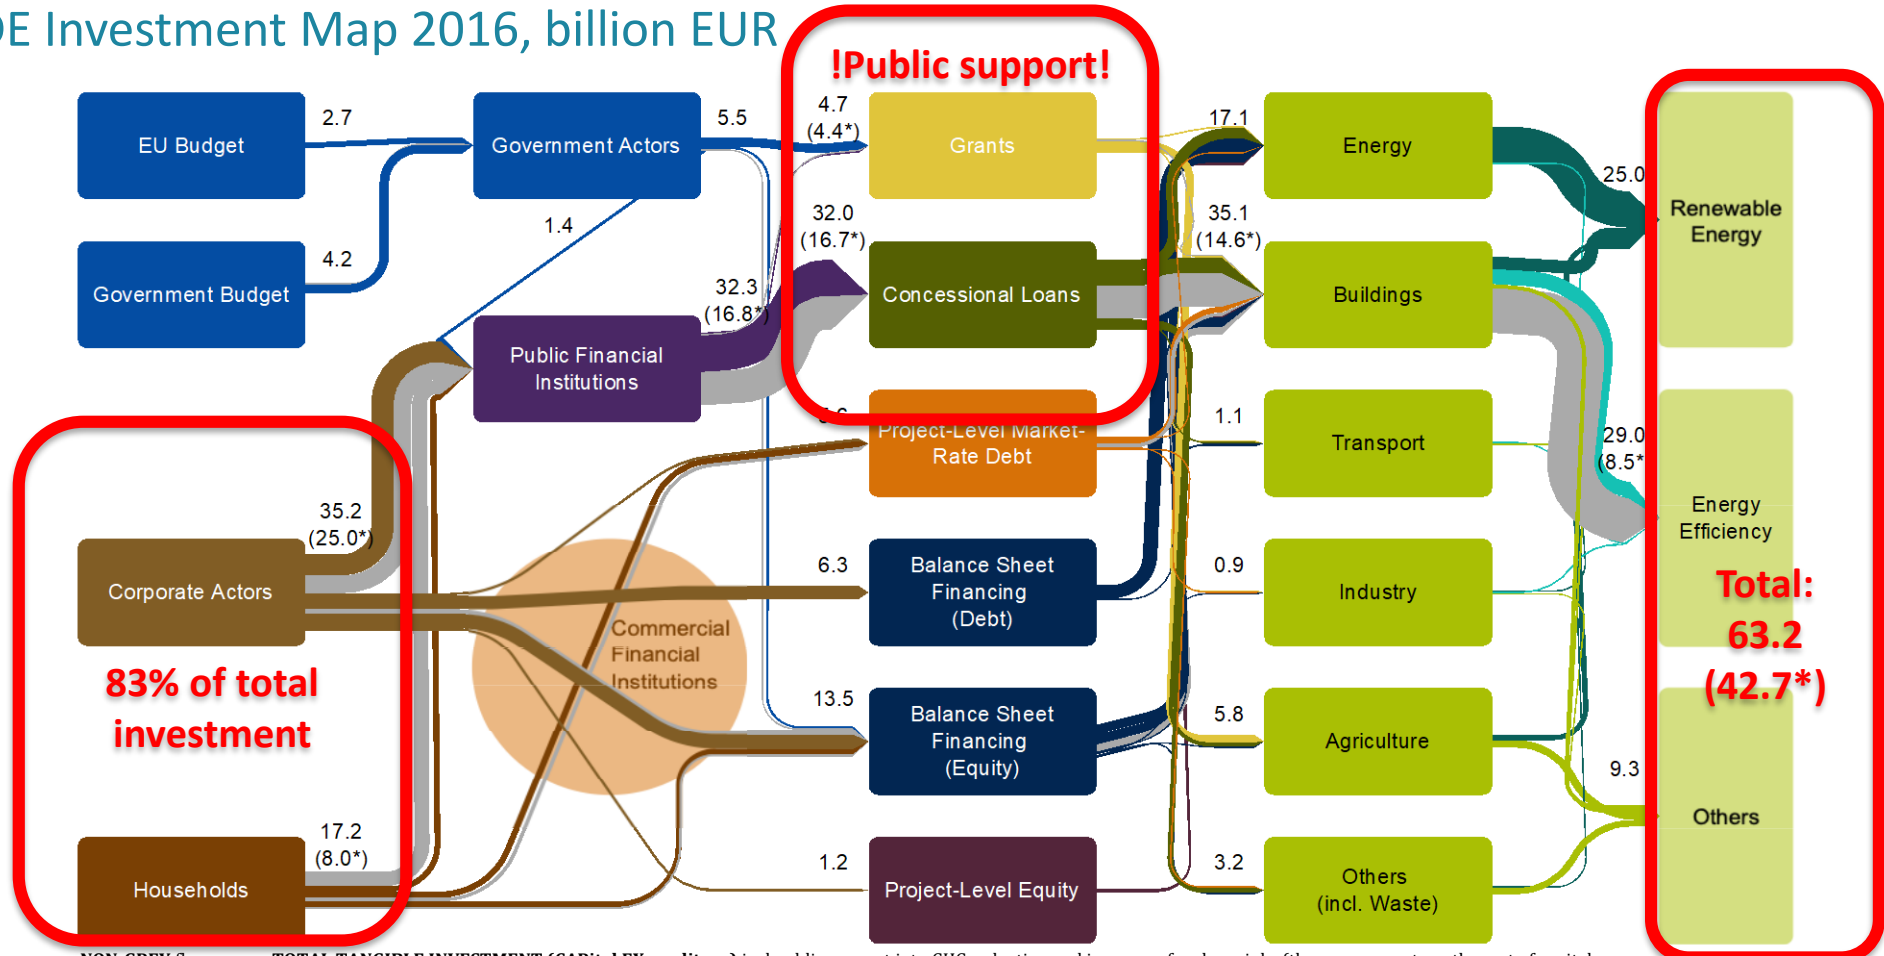 DE Investment Map 2016, billion EUR
!Public support!
EU Budget
2.7
Government Actors
5.5
4.7
(4.4*)
Grants
17.1
Energy
25.0
Renewable
Energy
Government Budget
4.2
1.4
32.0
(16.7*)
Concessional Loans
35.1
(14.6*)
Buildings
32.3
(16.8*)
Public Financial
Institutions
Project-Level Market-
Rate Debt
1.1
Transport
29.0
(8.5*
Energy
Efficiency
35.2
(25.0*)
Corporate Actors
83% of total
investment
Commercial
Financial
Institutions
6.3
Balance Sheet
Financing
(Debt)
0.9
Industry
Total:
63.2
(42.7*)
13.5
Balance Sheet
Financing
(Equity)
5.8
Agriculture
9.3
Others
17.2
(8.0*)
Households
1.2
Project-Level Equity
3.2
Others
(incl. Waste)